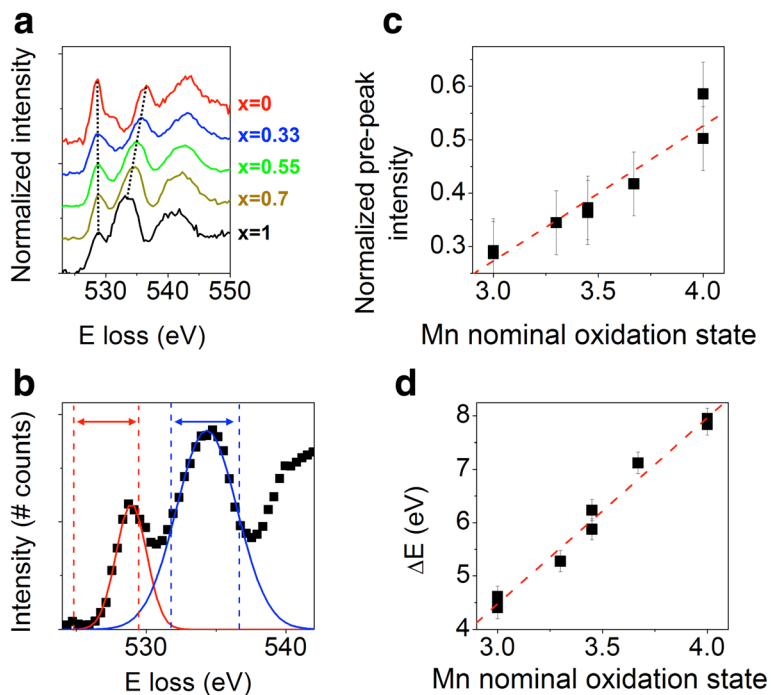 a
Normalized intensity
x=0
x=0.33
x=0.55
x=0.7
x=1
530
540
550
E loss (eV)
c
Normalized pre-peak
intensity
0.6
0.5
0.4
0.3
3.0
3.5
4.0
Mn nominal oxidation state
b
Intensity (# counts)
530
540
E loss (eV)
d
ΔE (eV)
8
7
6
5
4
3.0
3.5
4.0
Mn nominal oxidation state